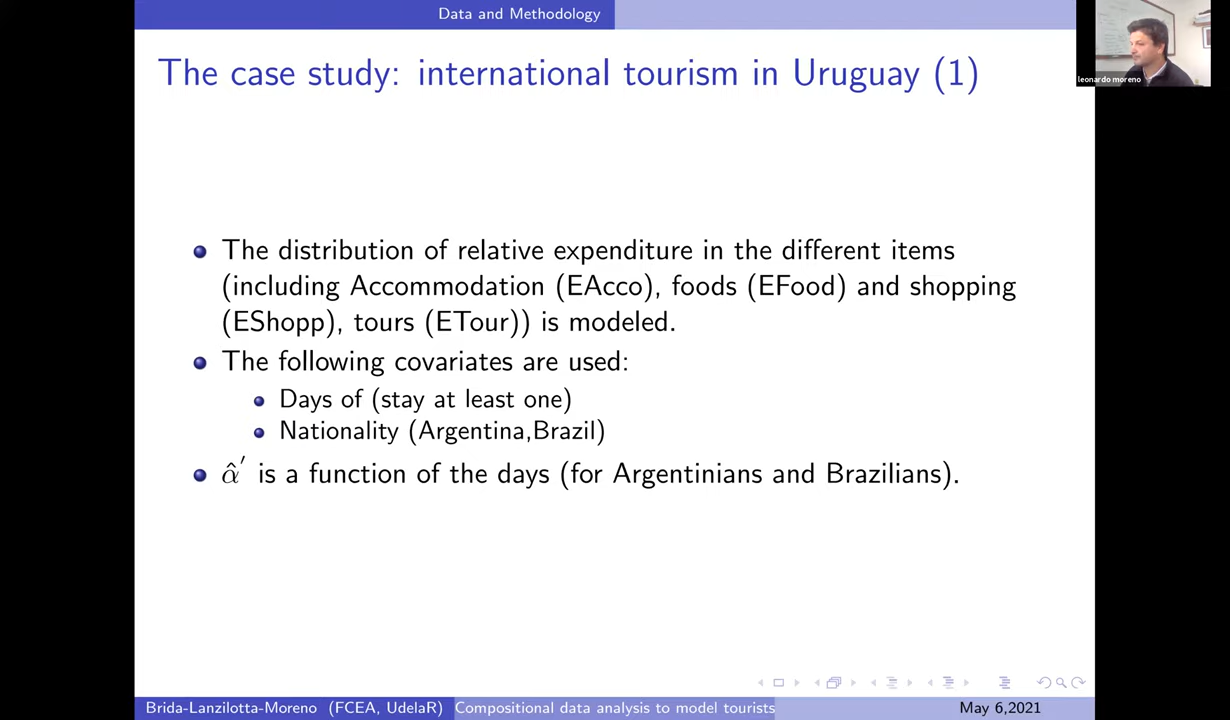 Data and Methodology
The case study: international tourism in Uruguay (1)
leonardo moreno
The distribution of relative expenditure in the different items
(including Accommodation (EAcco), foods (EFood) and shopping
(EShopp), tours (ETour)) is modeled.
The following covariates are used:
Days of (stay at least one)
Nationality (Argentina,Brazil)
α̂′ is a function of the days (for Argentinians and Brazilians).
Brida-Lanzilotta-Moreno (FCEA, UdelaR) Compositional data analysis to model tourists May 6,2021